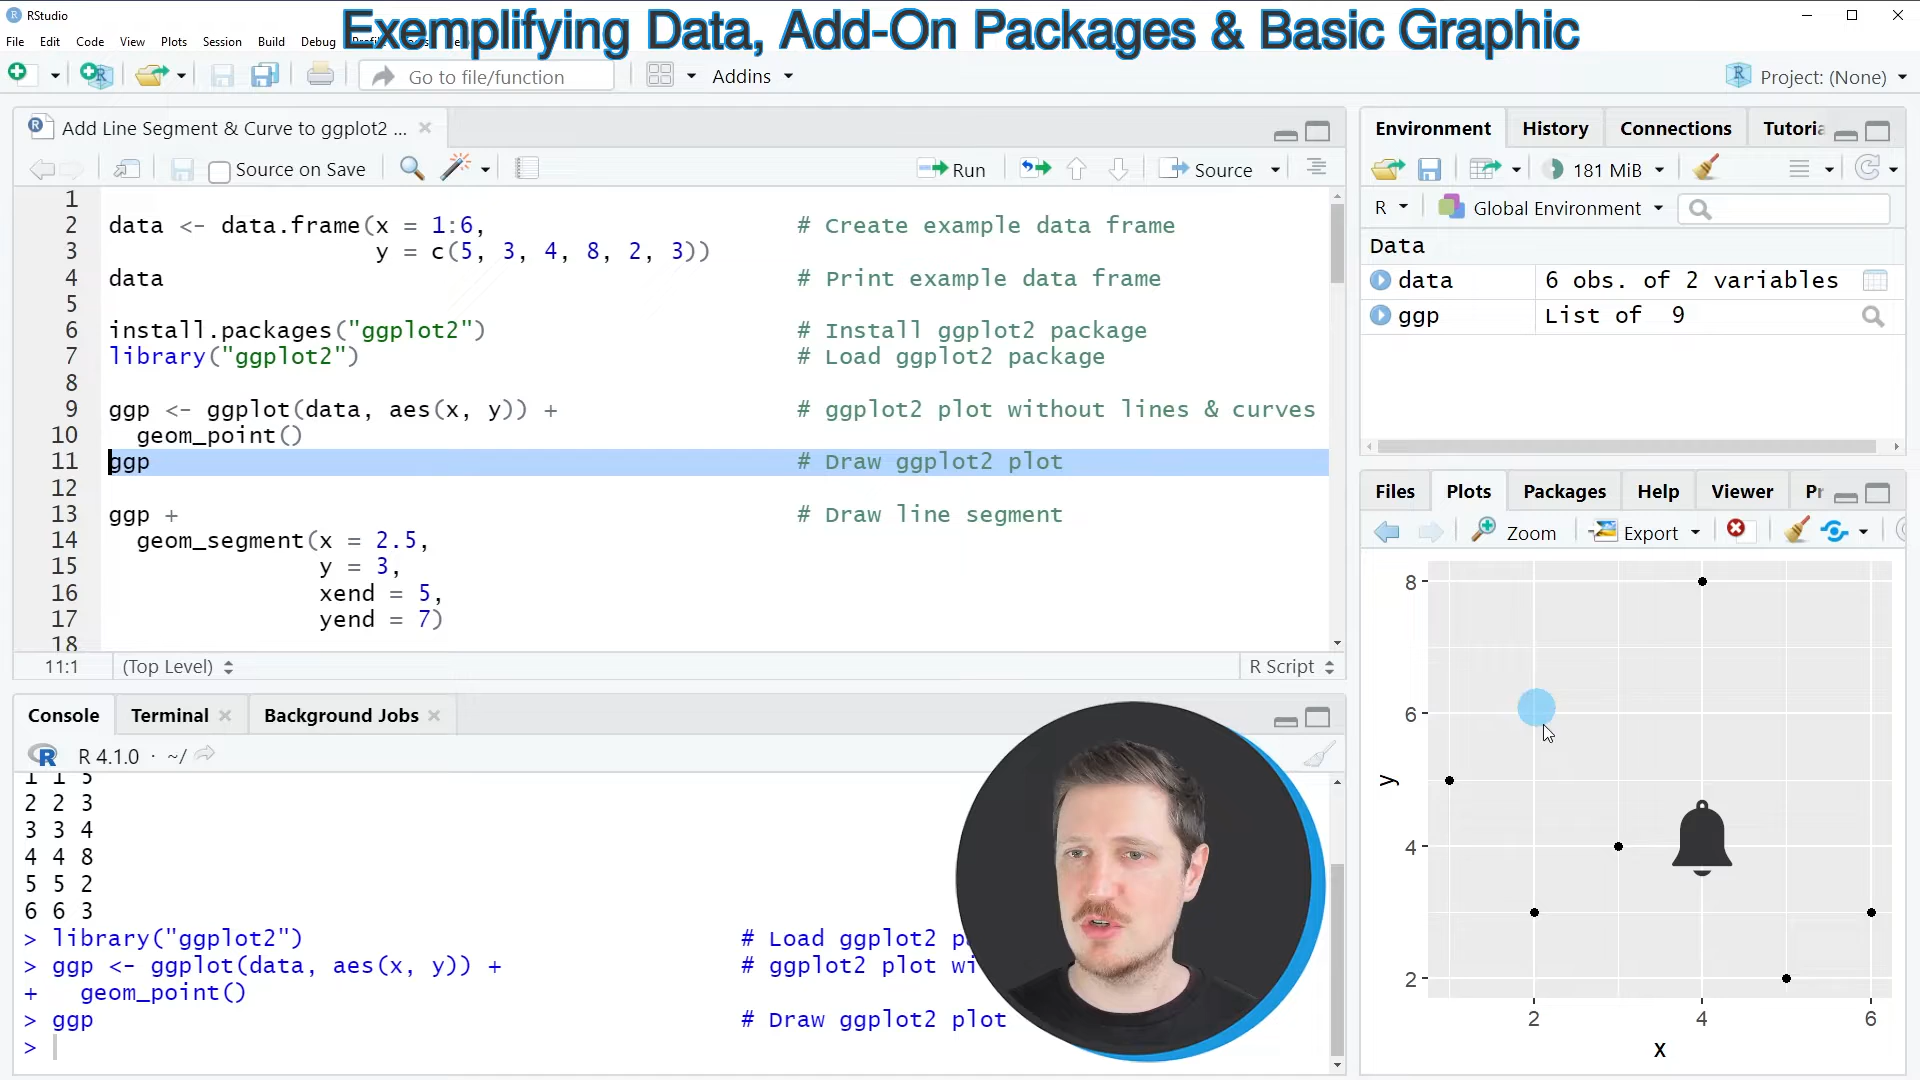 RStudio
Exemplifying Data, Add-On Packages & Basic Graphic
File Edit Code View Plots Session Build Debug
Go to file/function
Addins
Project: (None)
Add Line Segment & Curve to ggplot2 ...
Source on Save
Run
Source
1
2 data <- data.frame(x = 1:6, # Create example data frame
3 y = c(5, 3, 4, 8, 2, 3))
4 data # Print example data frame
5
6 install.packages("ggplot2") # Install ggplot2 package
7 library("ggplot2") # Load ggplot2 package
8
9 ggp <- ggplot(data, aes(x, y)) + # ggplot2 plot without lines & curves
10 geom_point()
11 ggp # Draw ggplot2 plot
12
13 ggp + # Draw line segment
14 geom_segment(x = 2.5,
15 y = 3,
16 xend = 5,
17 yend = 7)
18
11:1 (Top Level) R Script
Console Terminal Background Jobs
R 4.1.0 · ~/
1 1 5
2 2 3
3 3 4
4 4 8
5 5 2
6 6 3
> library("ggplot2") # Load ggplot2
> ggp <- ggplot(data, aes(x, y)) + # ggplot2 plot
+ geom_point()
> ggp # Draw ggplot2 plot
>
Environment History Connections
181 MiB
R Global Environment
Data
data 6 obs. of 2 variables
ggp List of 9
Files Plots Packages Help Viewer
Zoom Export
8
6
4
2
y
2 4 6
x